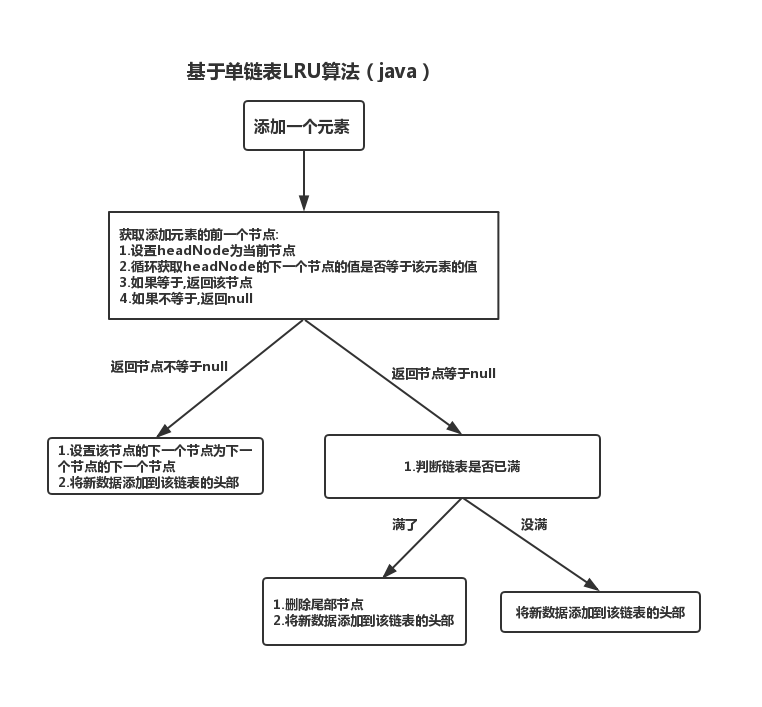 基于单链表LRU算法（java）
添加一个元素
获取添加元素的前一个节点:
1.设置headNode为当前节点
2.循环获取headNode的下一个节点的值是否等于该元素的值
3.如果等于,返回该节点
4.如果不等于,返回null
返回节点不等于null
返回节点等于null
1.设置该节点的下一个节点为下一
个节点的下一个节点
2.将新数据添加到该链表的头部
1.判断链表是否已满
满了
没满
1.删除尾部节点
2.将新数据添加到该链表的头部
将新数据添加到该链表的头部